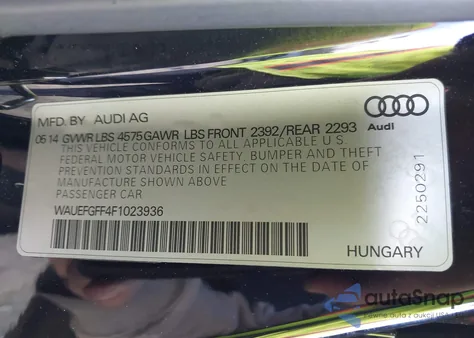 MFD. BY AUDI AG
05 14 GVWR LBS 4575 GAWR LBS FRONT 2392/REAR 2293
THIS VEHICLE CONFORMS TO ALL APPLICABLE U S
FEDERAL MOTOR VEHICLE SAFETY, BUMPER AND THEFT
PREVENTION STANDARDS IN EFFECT ON THE DATE OF
MANUFACTURE SHOWN ABOVE
PASSENGER CAR
WAUEFGFF4F1023936
Audi
2250291
HUNGARY
autoSnap